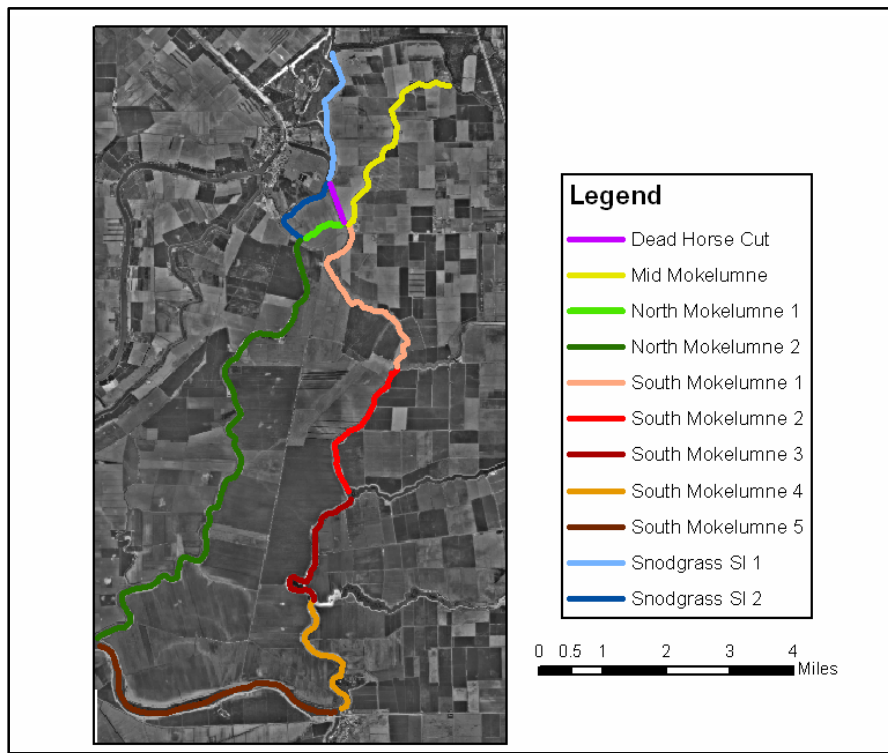 Legend
Dead Horse Cut
Mid Mokelumne
North Mokelumne 1
North Mokelumne 2
South Mokelumne 1
South Mokelumne 2
South Mokelumne 3
South Mokelumne 4
South Mokelumne 5
Snodgrass Sl 1
Snodgrass Sl 2
0 0.5 1 2 3 4
Miles